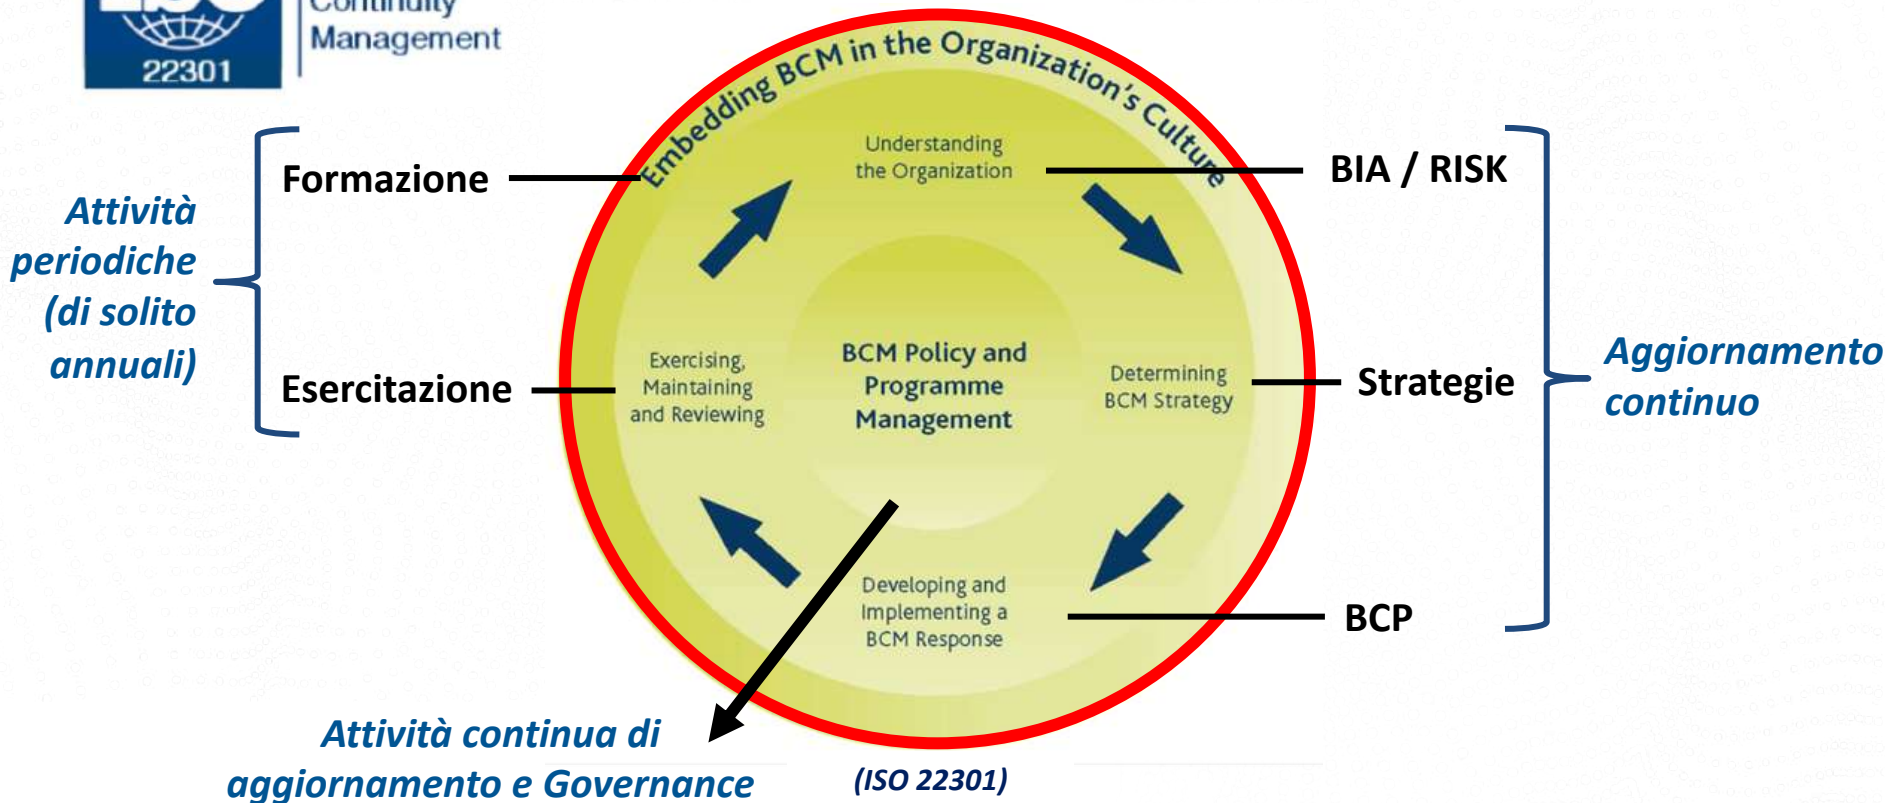 Continuity
Management
22301
Embedding BCM in the Organization's Culture
Understanding
the Organization
Formazione
BIA / RISK
Attività
periodiche
(di solito
annuali)
Exercising,
Maintaining
and Reviewing
BCM Policy and
Programme
Management
Determining
BCM Strategy
Esercitazione
Strategie
Aggiornamento
continuo
Developing and
Implementing a
BCM Response
BCP
Attività continua di
aggiornamento e Governance
(ISO 22301)